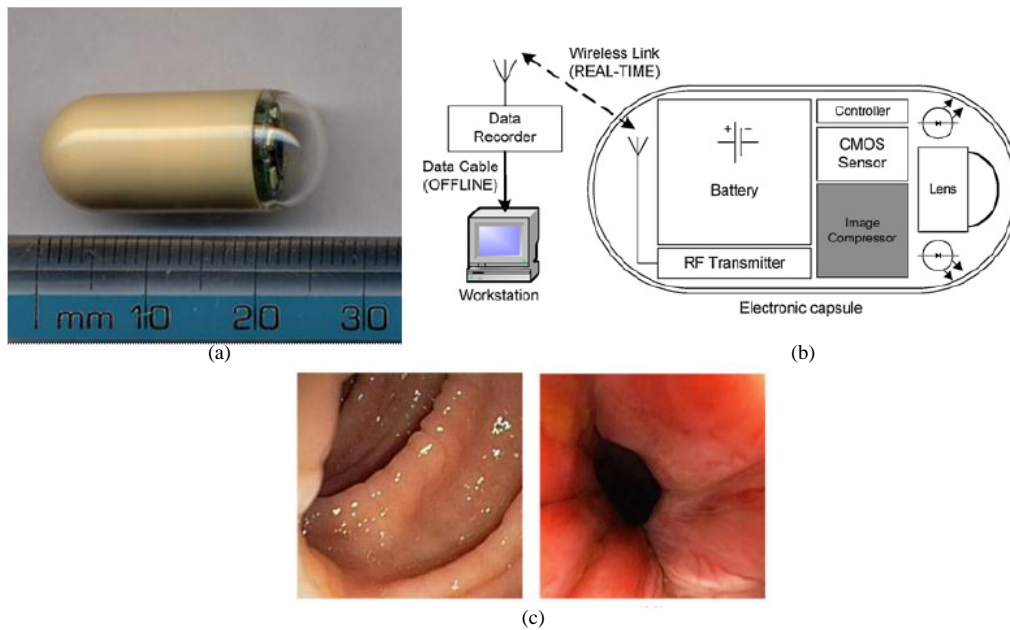 mm 10 20 30
(a)
Wireless Link
(REAL-TIME)
Data
Recorder
Data Cable
(OFFLINE)
Workstation
Battery
+ -
RF Transmitter
Controller
CMOS
Sensor
Image
Compressor
Lens
Electronic capsule
(b)
(c)